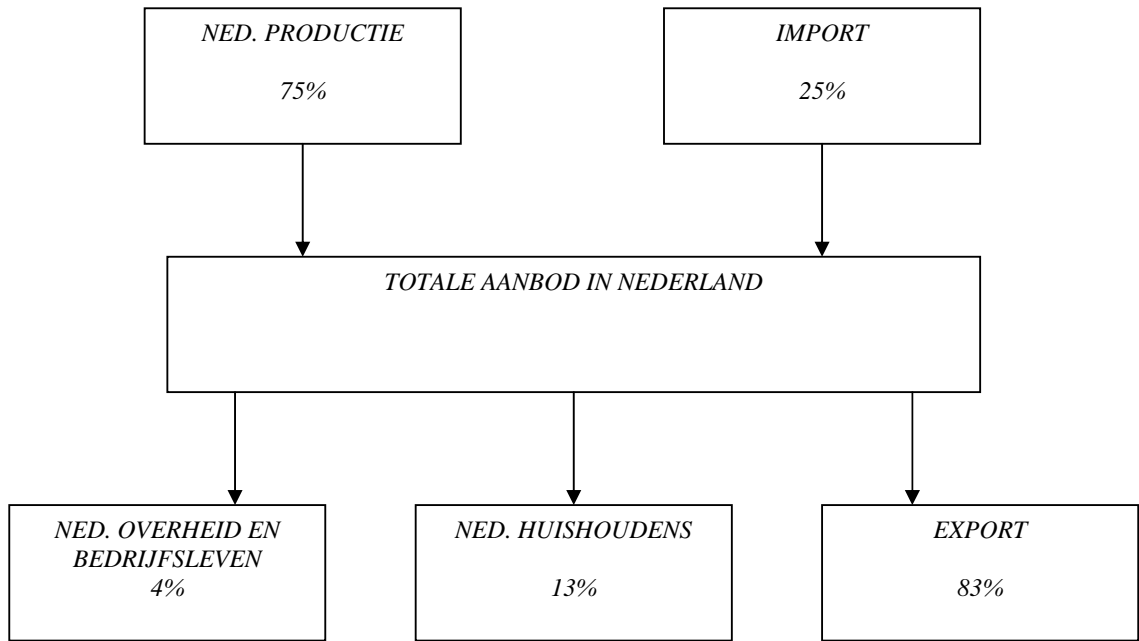 NED. PRODUCTIE
75%
IMPORT
25%
TOTALE AANBOD IN NEDERLAND
NED. OVERHEID EN
BEDRIJFSLEVEN
4%
NED. HUISHOUDENS
13%
EXPORT
83%